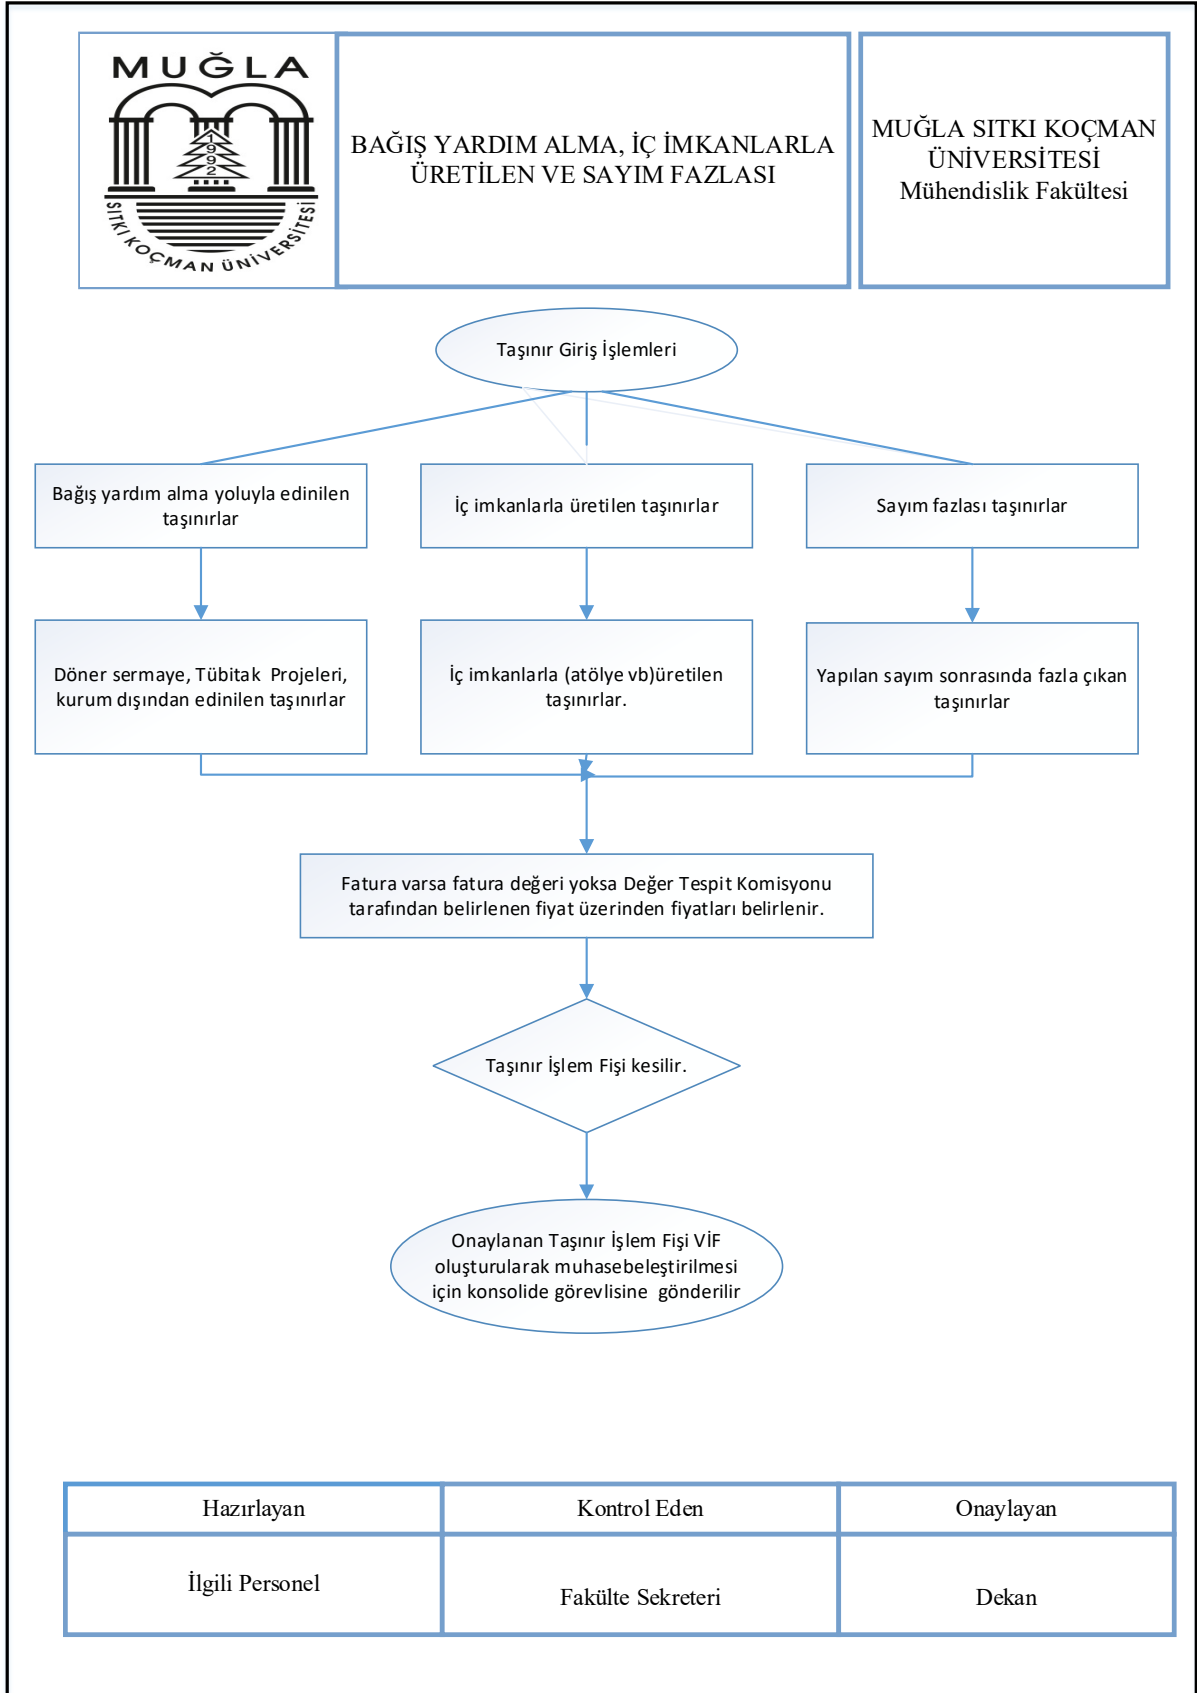 MUĞLA
1992
SITKI KOÇMAN ÜNİVERSİTESİ
BAĞIŞ YARDIM ALMA, İÇ İMKANLARLA
ÜRETİLEN VE SAYIM FAZLASI
MUĞLA SITKI KOÇMAN
ÜNİVERSİTESİ
Mühendislik Fakültesi
Taşınır Giriş İşlemleri
Bağış yardım alma yoluyla edinilen
taşınırlar
İç imkanlarla üretilen taşınırlar
Sayım fazlası taşınırlar
Döner sermaye, Tübitak Projeleri,
kurum dışından edinilen taşınırlar
İç imkanlarla (atölye vb)üretilen
taşınırlar.
Yapılan sayım sonrasında fazla çıkan
taşınırlar
Fatura varsa fatura değeri yoksa Değer Tespit Komisyonu
tarafından belirlenen fiyat üzerinden fiyatları belirlenir.
Taşınır İşlem Fişi kesilir.
Onaylanan Taşınır İşlem Fişi VİF
oluşturularak muhasebeleştirilmesi
için konsolide görevlisine gönderilir
Hazırlayan
Kontrol Eden
Onaylayan
İlgili Personel
Fakülte Sekreteri
Dekan